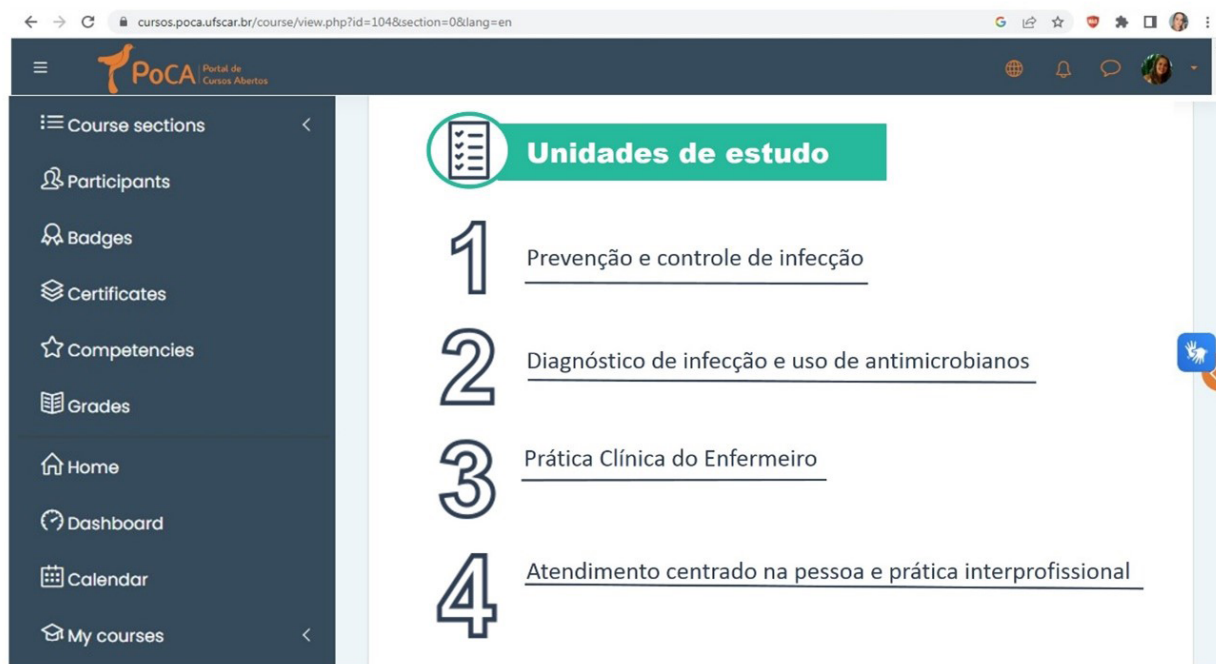 cursos.poca.ufscar.br/course/view.php?id=104&section=0&lang=en
PoCA Portal de
Cursos Abertos
Course sections
Participants
Badges
Certificates
Competencies
Grades
Home
Dashboard
Calendar
My courses
Unidades de estudo
1 Prevenção e controle de infecção
2 Diagnóstico de infecção e uso de antimicrobianos
3 Prática Clínica do Enfermeiro
4 Atendimento centrado na pessoa e prática interprofissional